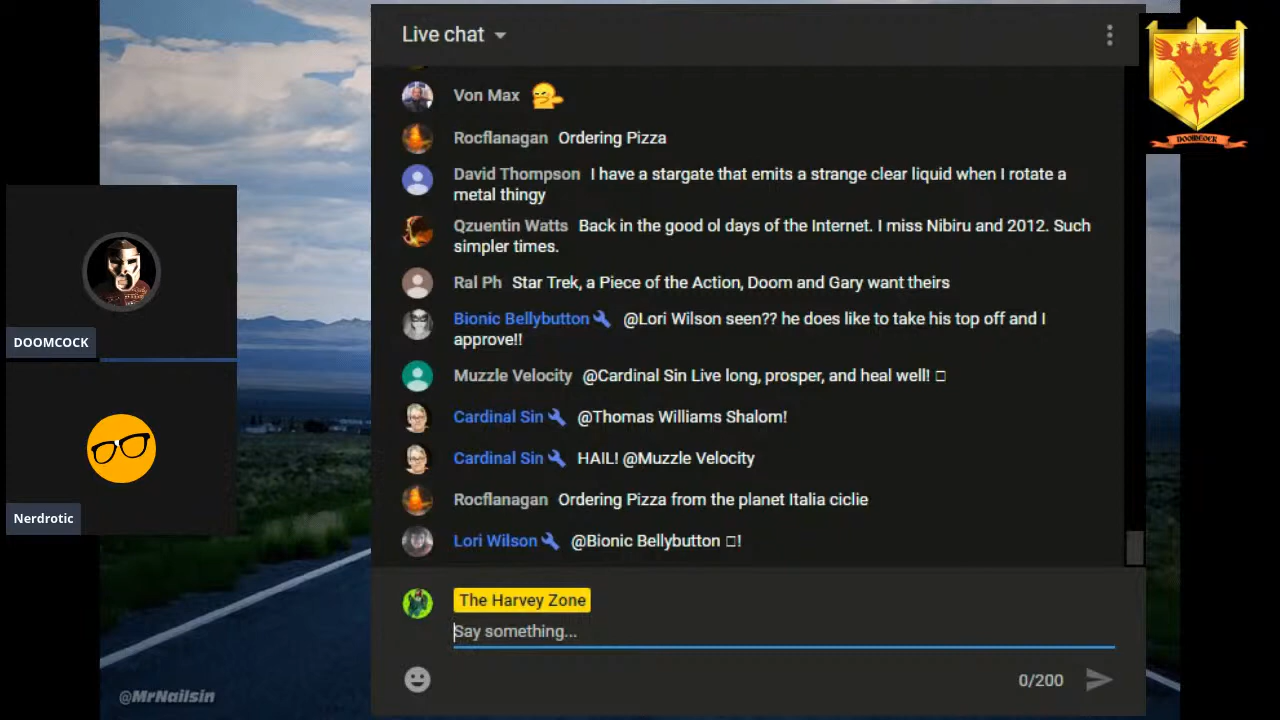 Live chat
Von Max
Rocflanagan Ordering Pizza
David Thompson I have a stargate that emits a strange clear liquid when I rotate a
metal thingy
Qzuentin Watts Back in the good ol days of the Internet. I miss Nibiru and 2012. Such
simpler times.
Ral Ph Star Trek, a Piece of the Action, Doom and Gary want theirs
Bionic Bellybutton @Lori Wilson seen?? he does like to take his top off and I
approve!!
Muzzle Velocity @Cardinal Sin Live long, prosper, and heal well! □
Cardinal Sin @Thomas Williams Shalom!
Cardinal Sin HAIL! @Muzzle Velocity
Rocflanagan Ordering Pizza from the planet Italia ciclie
Lori Wilson @Bionic Bellybutton □!
The Harvey Zone
Say something...
0/200
DOOMCOCK
Nerdrotic
DOOMCOCK
@MrNailsin